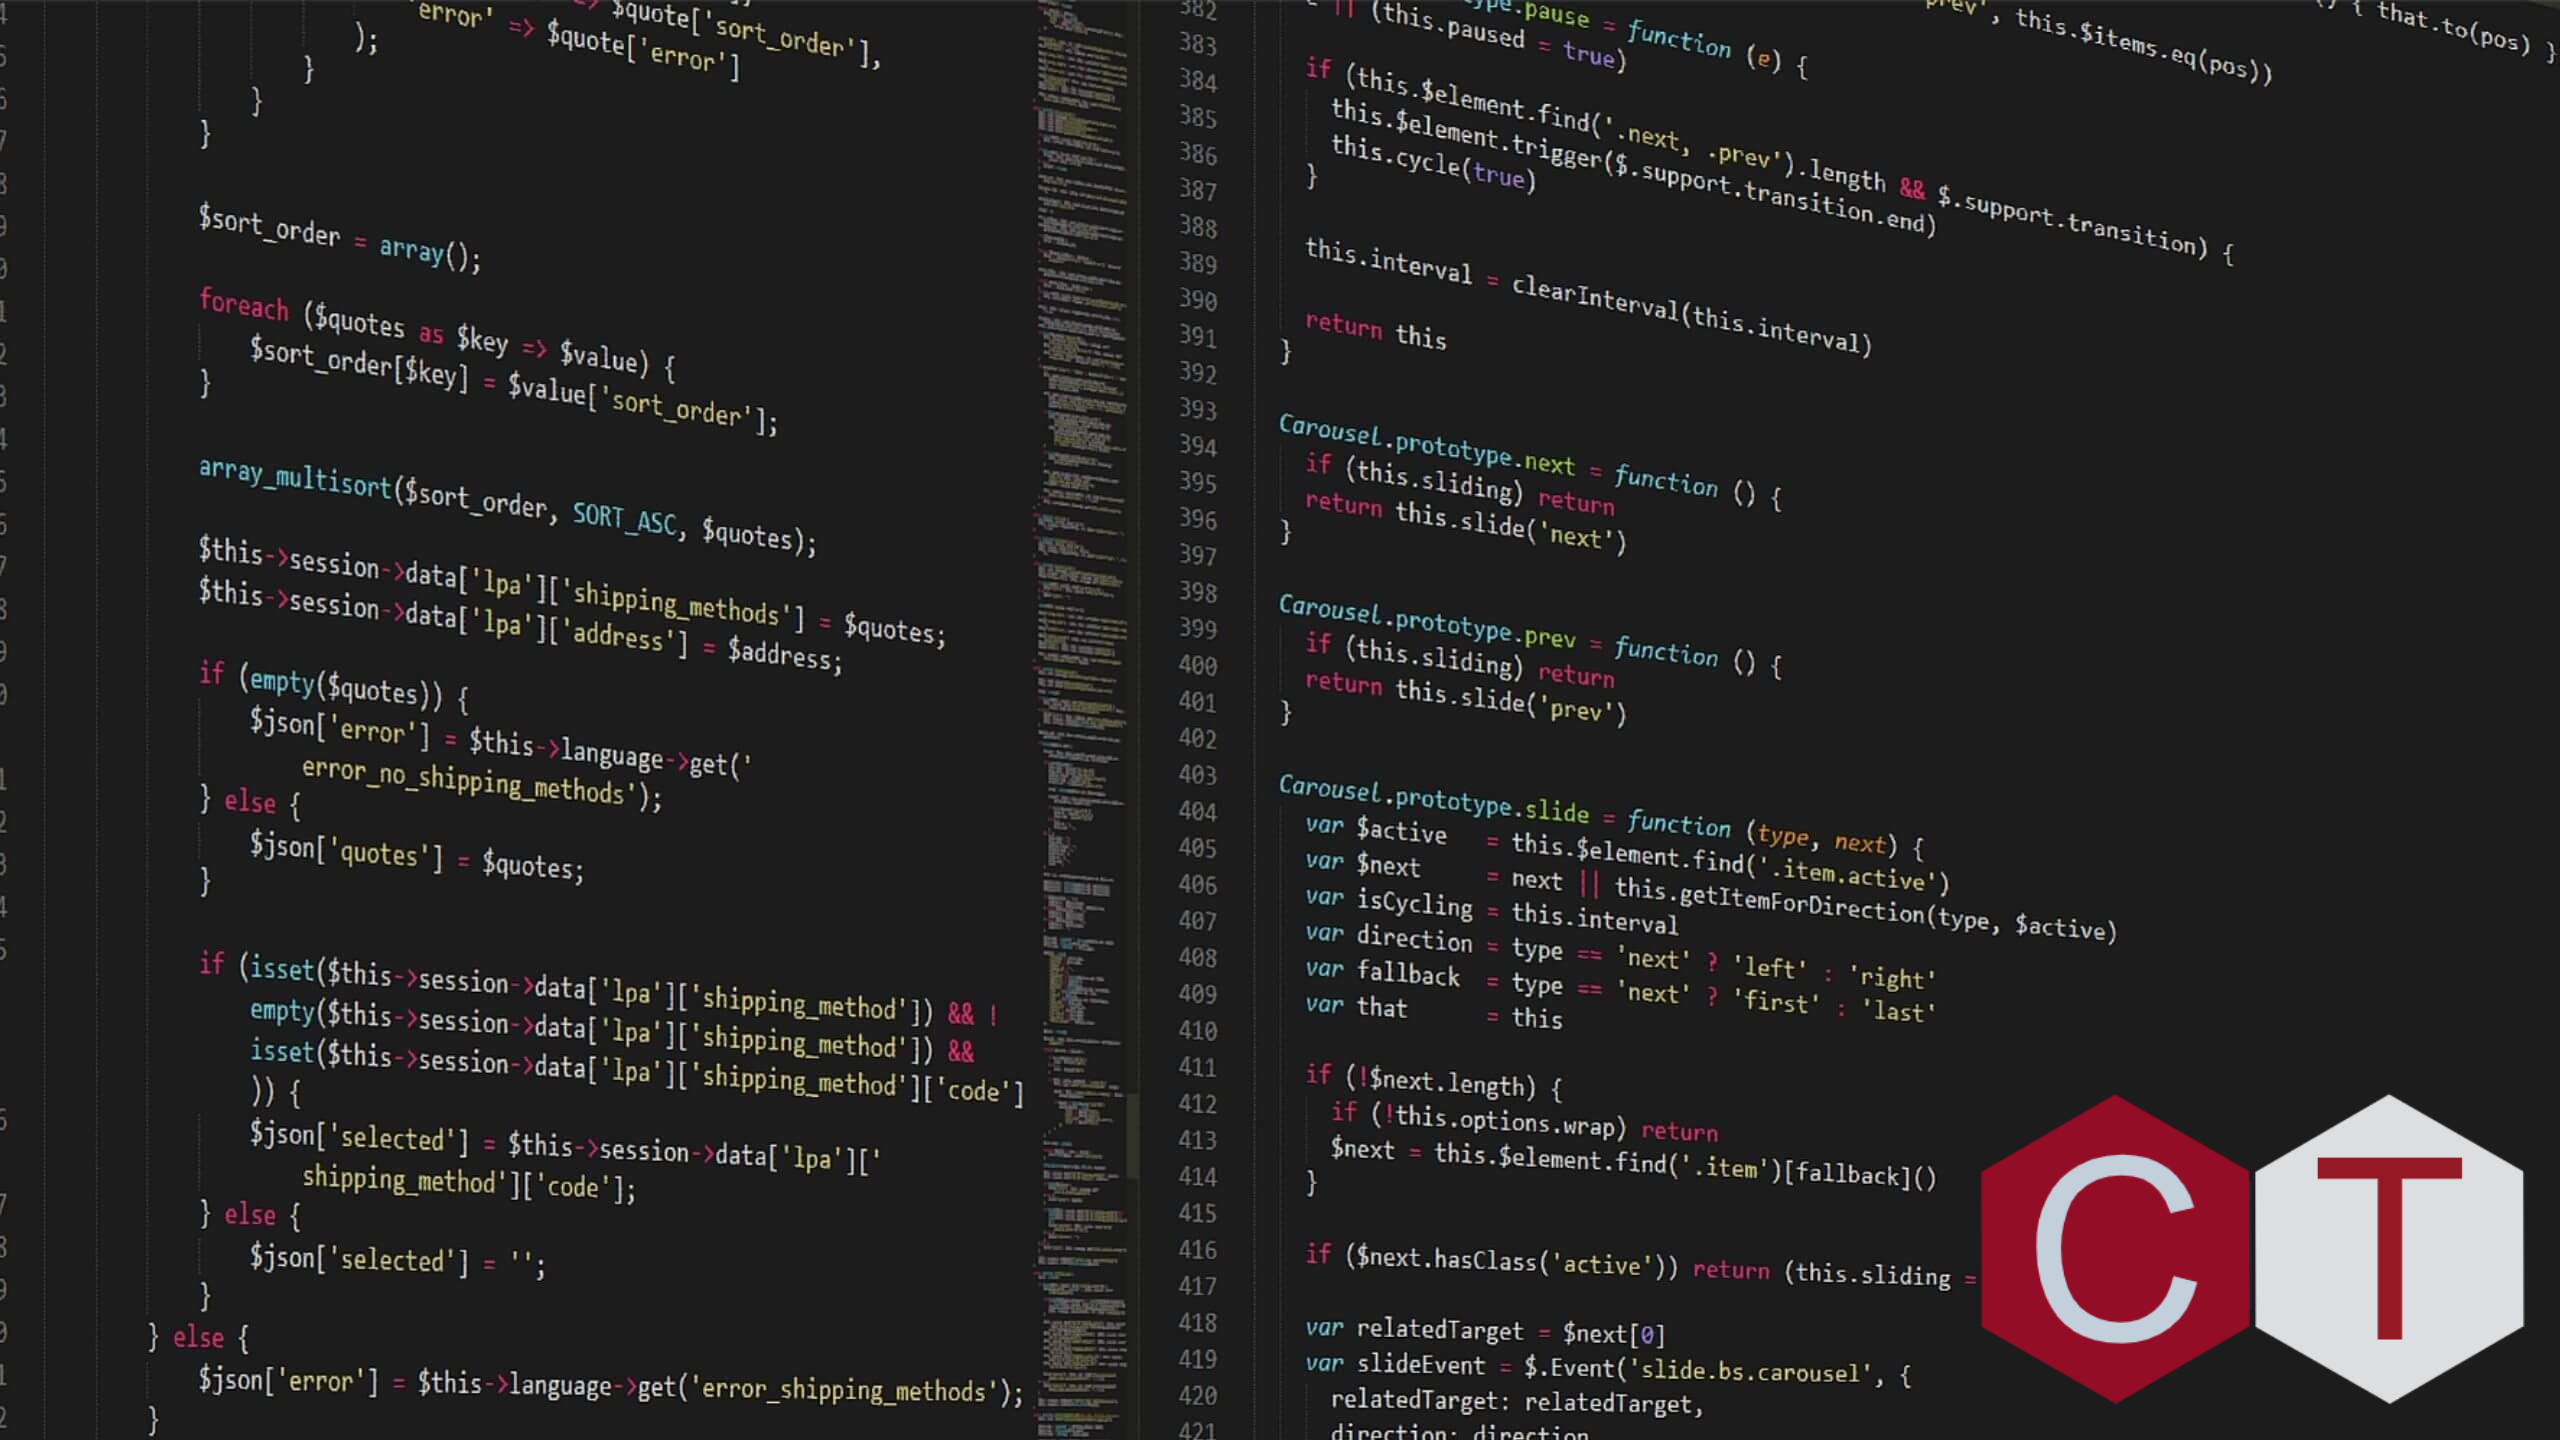 => $quote['sort_order'],
'error' => $quote['error']
);
}
}
}
$sort_order = array();
foreach ($quotes as $key => $value) {
$sort_order[$key] = $value['sort_order'];
}
array_multisort($sort_order, SORT_ASC, $quotes);
$this->session->data['lpa']['shipping_methods'] = $quotes;
$this->session->data['lpa']['address'] = $address;
if (empty($quotes)) {
$json['error'] = $this->language->get('
error_no_shipping_methods');
} else {
$json['quotes'] = $quotes;
}
if (isset($this->session->data['lpa']['shipping_method']) && !
empty($this->session->data['lpa']['shipping_method']) &&
isset($this->session->data['lpa']['shipping_method']['code']
)) {
$json['selected'] = $this->session->data['lpa']['
shipping_method']['code'];
} else {
$json['selected'] = '';
}
} else {
$json['error'] = $this->language->get('error_shipping_methods');
}
382
383
384
385
386
387
388
389
390
391
392
393
394
395
396
397
398
399
400
401
402
403
404
405
406
407
408
409
410
411
412
413
414
415
416
417
418
419
420
421
', this.$items.eq(pos))
{ that.to(pos) }
.pause = function (e) {
|| (this.paused = true)
if (this.$element.find('.next, .prev').length && $.support.transition) {
this.$element.trigger($.support.transition.end)
this.cycle(true)
}
this.interval = clearInterval(this.interval)
return this
}
Carousel.prototype.next = function () {
if (this.sliding) return
return this.slide('next')
}
Carousel.prototype.prev = function () {
if (this.sliding) return
return this.slide('prev')
}
Carousel.prototype.slide = function (type, next) {
var $active = this.$element.find('.item.active')
var $next = next || this.getItemForDirection(type, $active)
var isCycling = this.interval
var direction = type == 'next' ? 'left' : 'right'
var fallback = type == 'next' ? 'first' : 'last'
var that = this
if (!$next.length) {
if (!this.options.wrap) return
$next = this.$element.find('.item')[fallback]()
}
if ($next.hasClass('active')) return (this.sliding =
var relatedTarget = $next[0]
var slideEvent = $.Event('slide.bs.carousel', {
relatedTarget: relatedTarget,
direction: direction
CT